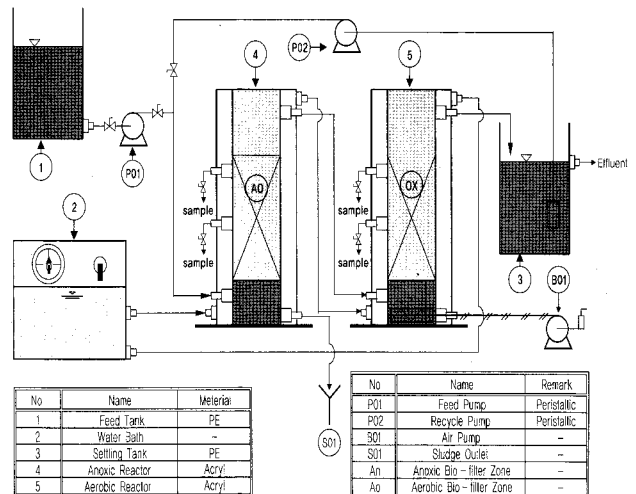 4
P02
5
1
P01
AO
OX
sample
sample
sample
sample
2
Effluent
3
B01
S01
No Name Meterial
1 Feed Tank PE
2 Water Bath -
3 Settling Tank PE
4 Anoxic Reactor Acryl
5 Aerobic Reactor Acryl
No Name Remark
P01 Feed Pump Peristaltic
P02 Recycle Pump Peristaltic
B01 Air Pump -
S01 Sludge Outlet -
An Anoxic Bio - filter Zone -
Ao Aerobic Bio - filter Zone -